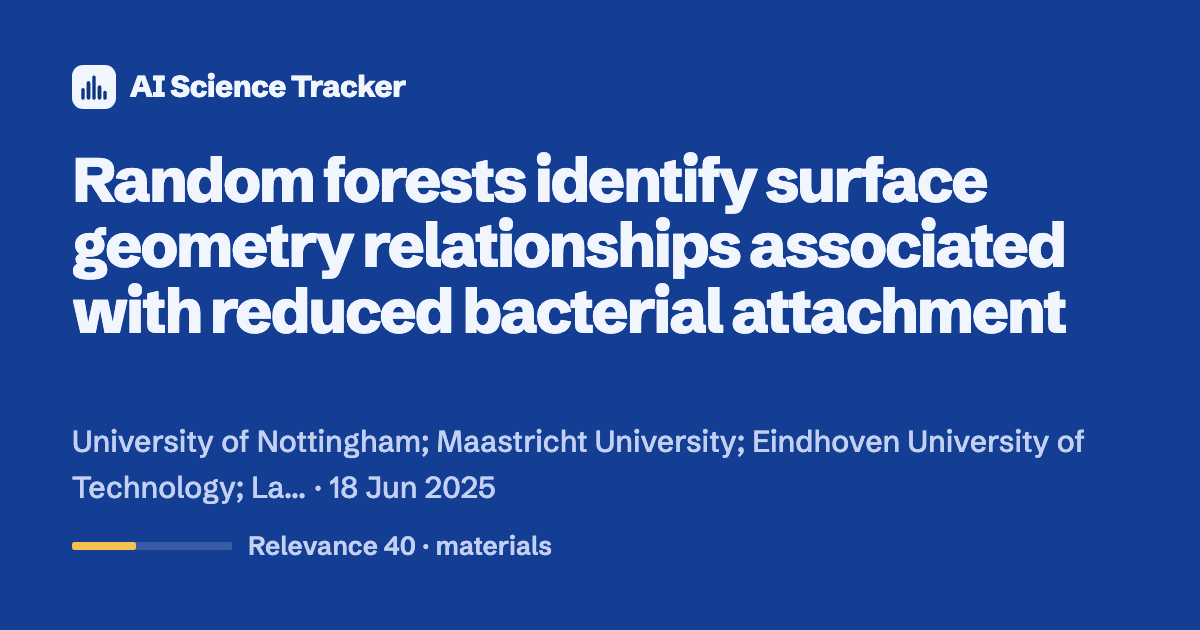 AI Science Tracker
Random forests identify surface
geometry relationships associated
with reduced bacterial attachment
University of Nottingham; Maastricht University; Eindhoven University of
Technology; La... · 18 Jun 2025
Relevance 40 · materials